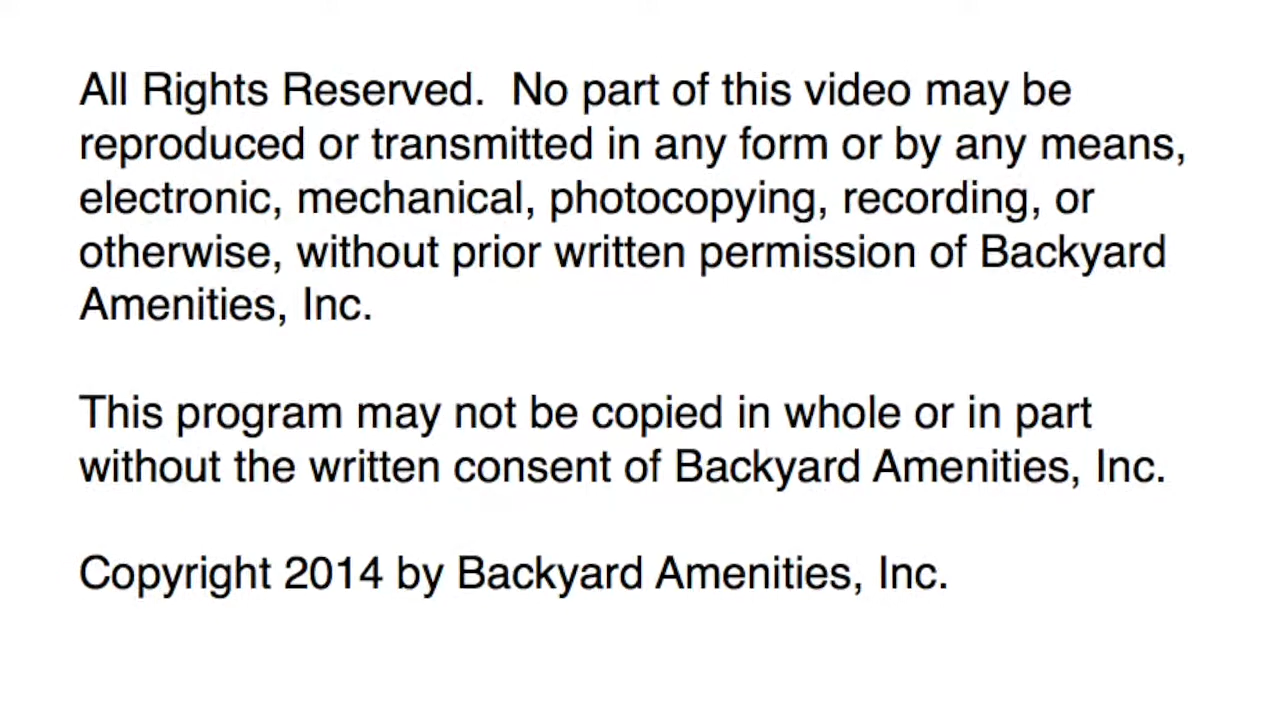 All Rights Reserved.  No part of this video may be
reproduced or transmitted in any form or by any means,
electronic, mechanical, photocopying, recording, or
otherwise, without prior written permission of Backyard
Amenities, Inc.
This program may not be copied in whole or in part
without the written consent of Backyard Amenities, Inc.
Copyright 2014 by Backyard Amenities, Inc.